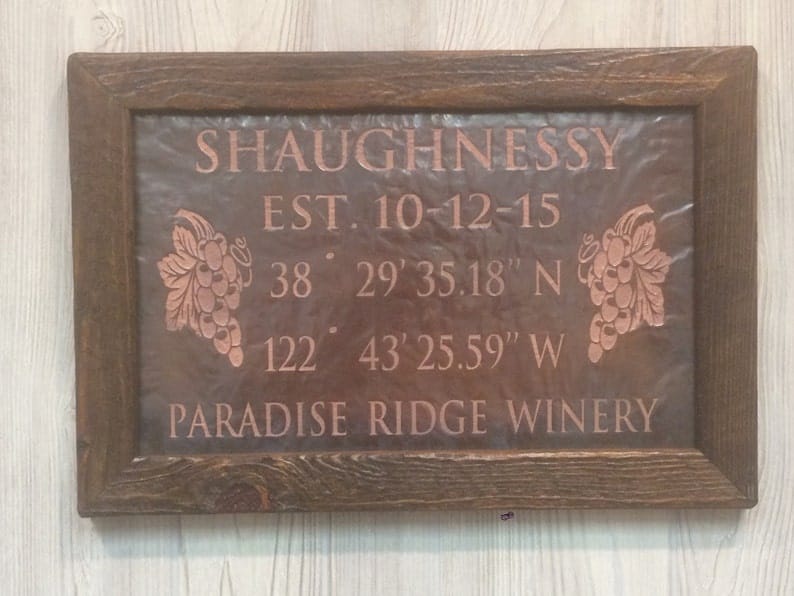 SHAUGHNESSY
EST. 10-12-15
38° 29' 35.18" N
122° 43' 25.59" W
PARADISE RIDGE WINERY